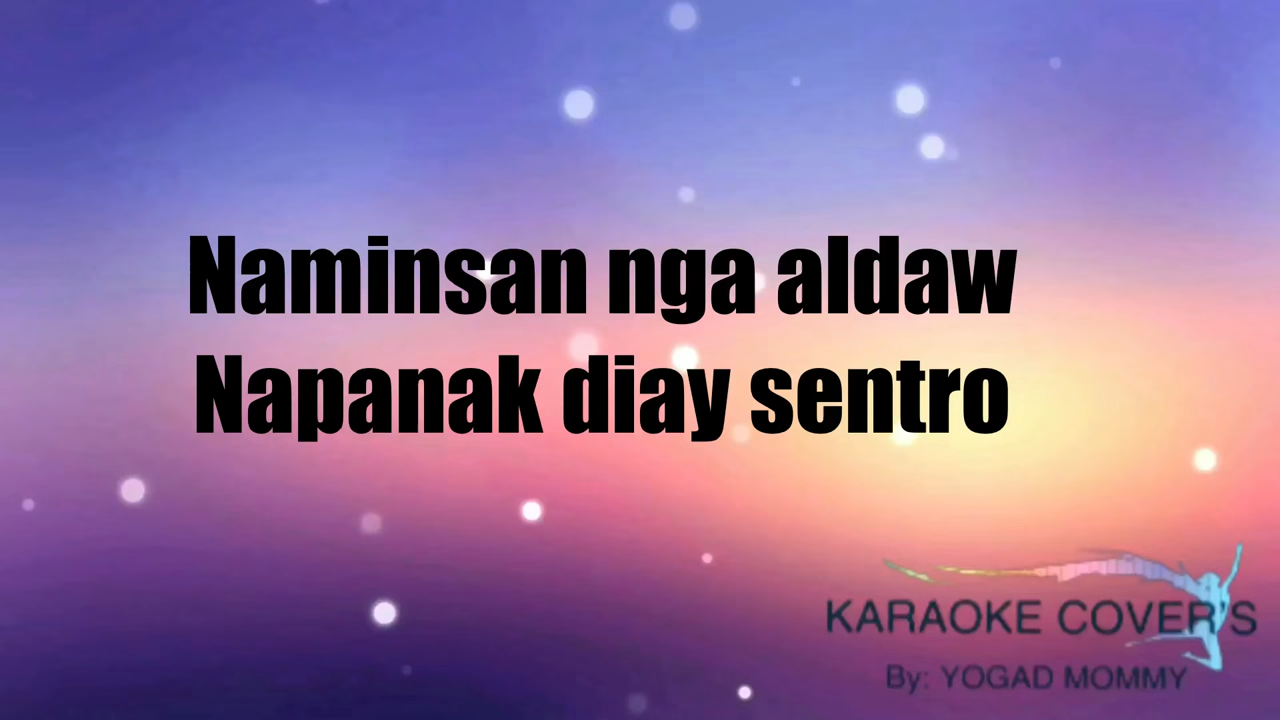 Naminsan nga aldaw
Napanak diay sentro
KARAOKE COVER'S
By: YOGAD MOMMY